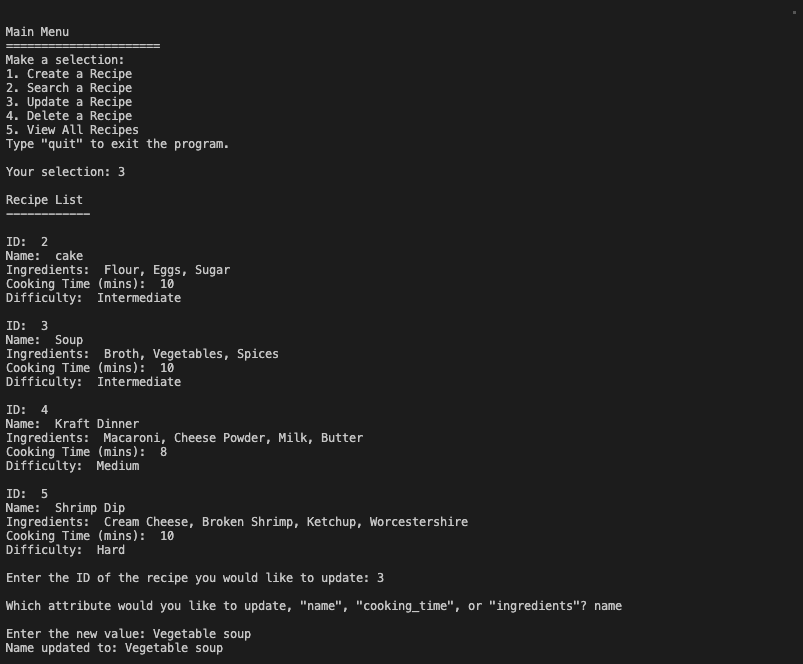 Main Menu
======================
Make a selection:
1. Create a Recipe
2. Search a Recipe
3. Update a Recipe
4. Delete a Recipe
5. View All Recipes
Type "quit" to exit the program.
Your selection: 3
Recipe List
------------
ID:  2
Name:  cake
Ingredients:  Flour, Eggs, Sugar
Cooking Time (mins):  10
Difficulty:  Intermediate
ID:  3
Name:  Soup
Ingredients:  Broth, Vegetables, Spices
Cooking Time (mins):  10
Difficulty:  Intermediate
ID:  4
Name:  Kraft Dinner
Ingredients:  Macaroni, Cheese Powder, Milk, Butter
Cooking Time (mins):  8
Difficulty:  Medium
ID:  5
Name:  Shrimp Dip
Ingredients:  Cream Cheese, Broken Shrimp, Ketchup, Worcestershire
Cooking Time (mins):  10
Difficulty:  Hard
Enter the ID of the recipe you would like to update: 3
Which attribute would you like to update, "name", "cooking_time", or "ingredients"? name
Enter the new value: Vegetable soup
Name updated to: Vegetable soup